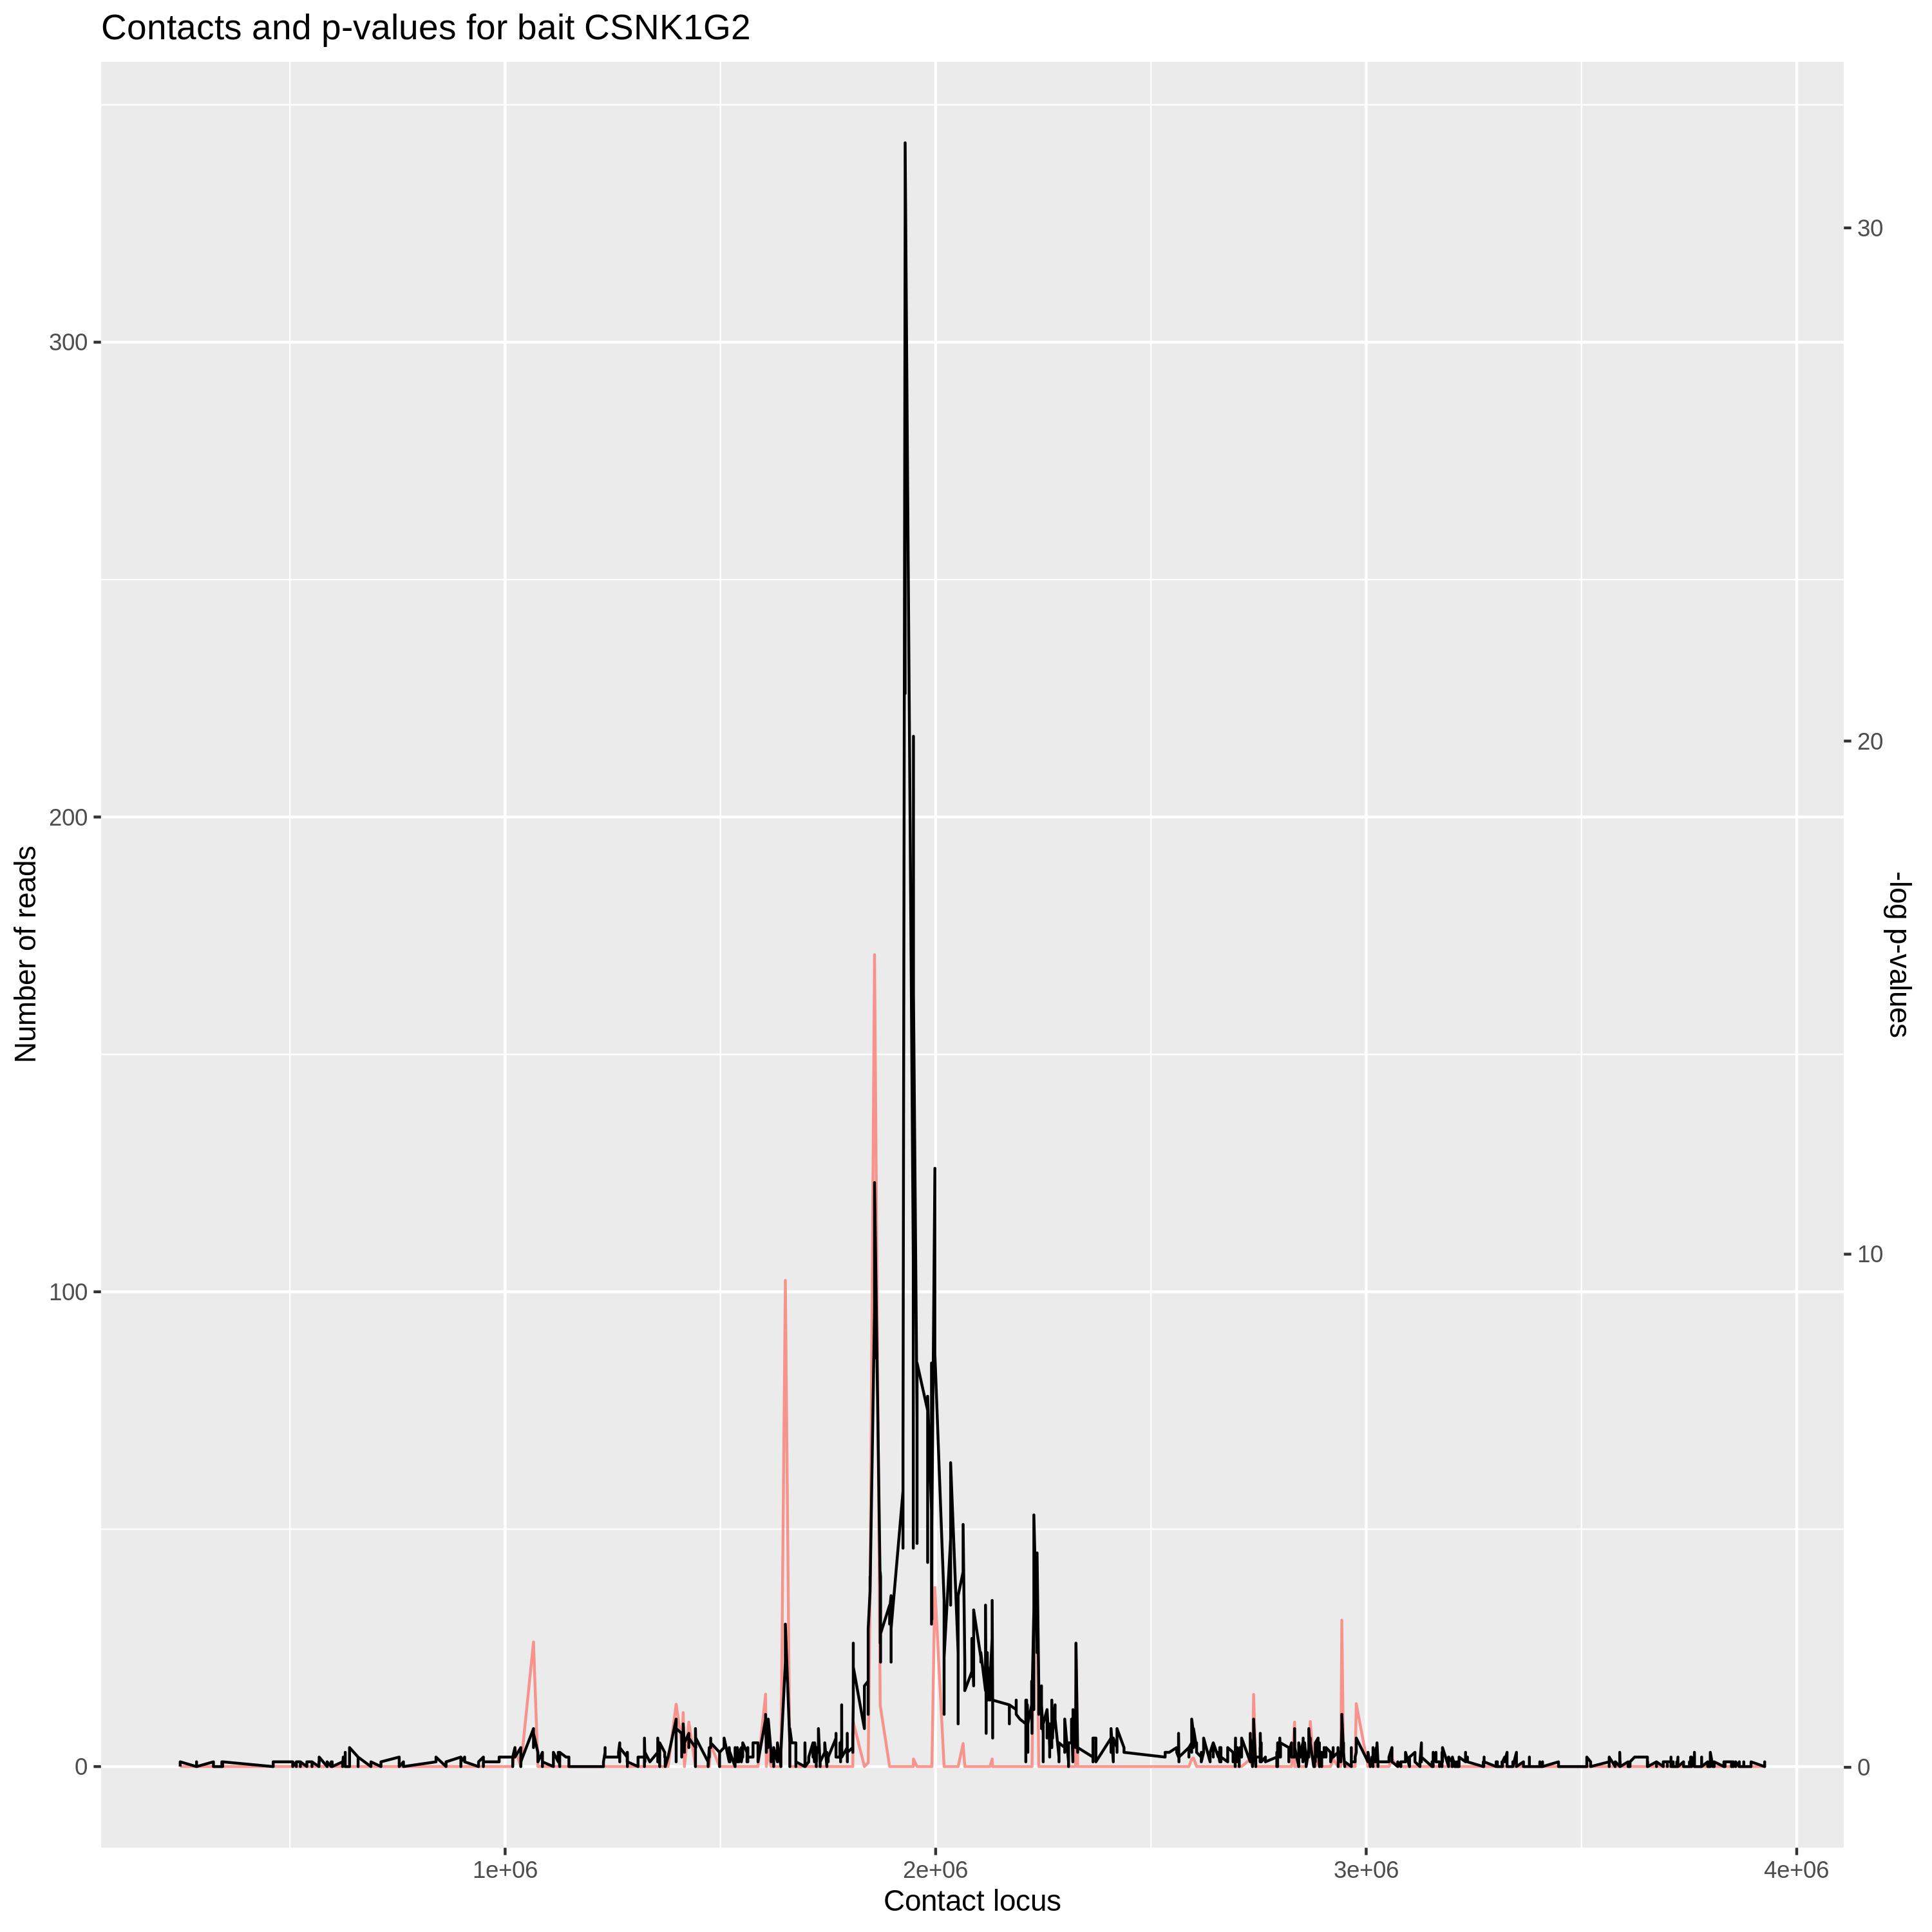 Contacts and p-values for bait CSNK1G2
Number of reads
300
200
100
0
30
20
10
0
-log p-values
1e+06
2e+06
3e+06
4e+06
Contact locus